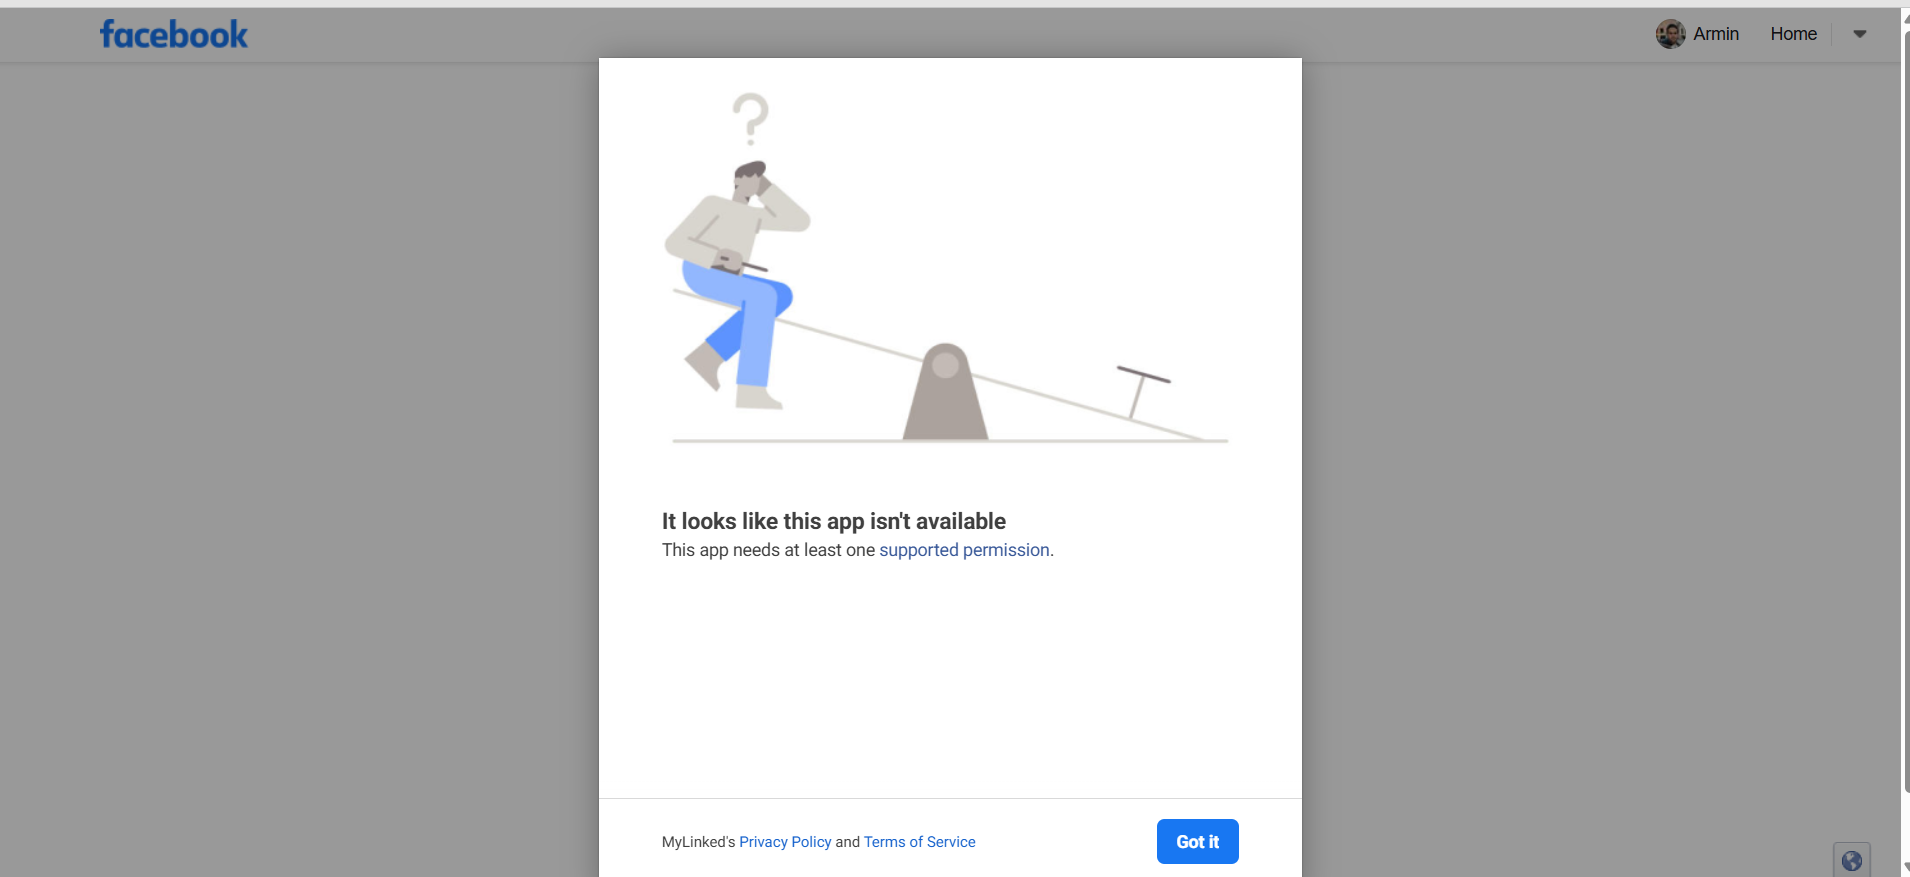 facebook
Armin
Home
?
It looks like this app isn't available
This app needs at least one supported permission.
MyLinked's Privacy Policy and Terms of Service
Got it